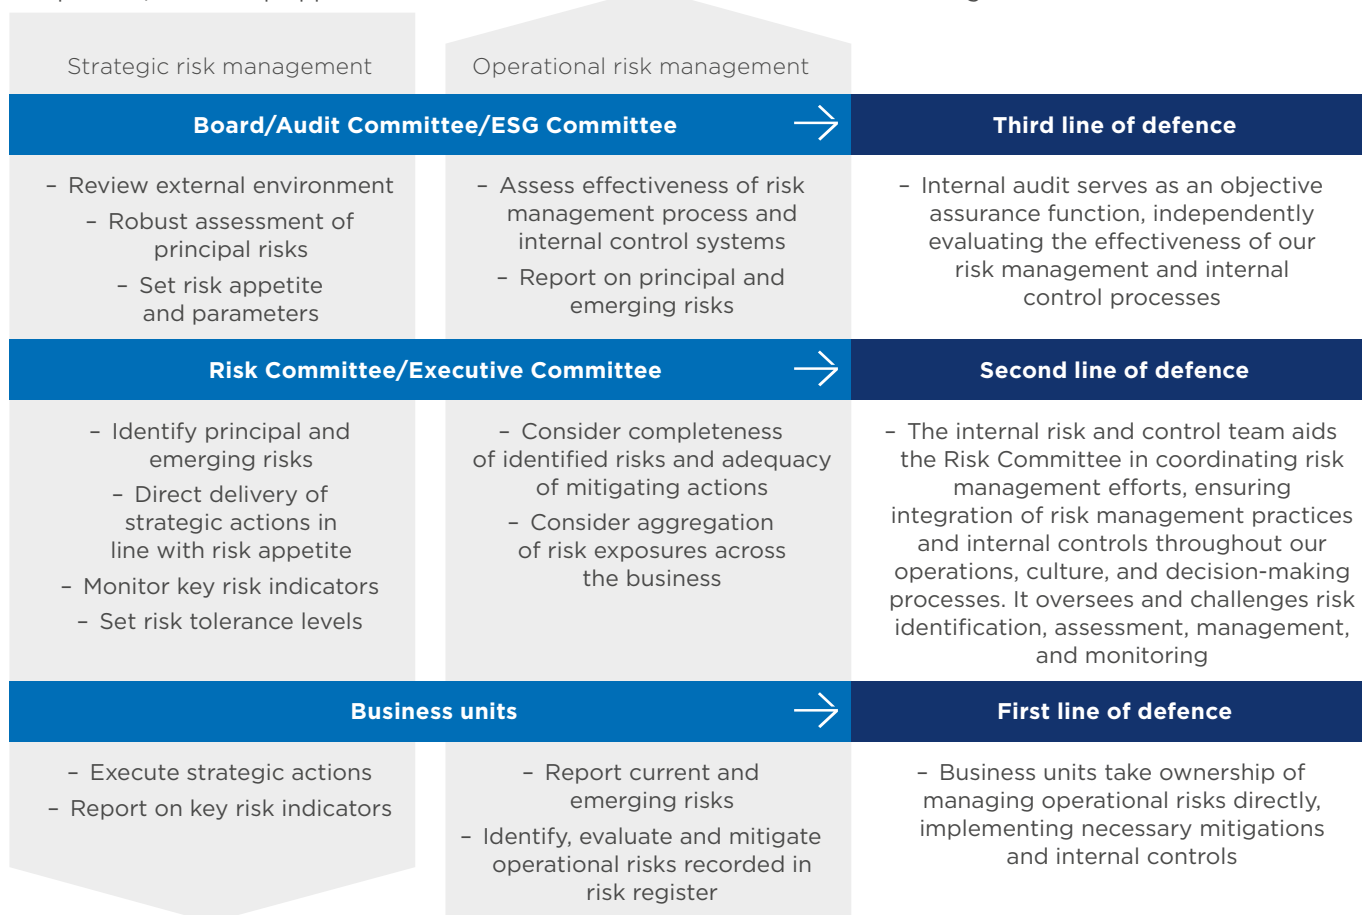 Strategic risk management
Operational risk management
Board/Audit Committee/ESG Committee
Third line of defence
– Review external environment
– Robust assessment of
principal risks
– Set risk appetite
and parameters
– Assess effectiveness of risk
management process and
internal control systems
– Report on principal and
emerging risks
– Internal audit serves as an objective
assurance function, independently
evaluating the effectiveness of our
risk management and internal
control processes
Risk Committee/Executive Committee
Second line of defence
– Identify principal and
emerging risks
– Direct delivery of
strategic actions in
line with risk appetite
– Monitor key risk indicators
– Set risk tolerance levels
– Consider completeness
of identified risks and adequacy
of mitigating actions
– Consider aggregation
of risk exposures across
the business
– The internal risk and control team aids
the Risk Committee in coordinating risk
management efforts, ensuring
integration of risk management practices
and internal controls throughout our
operations, culture, and decision-making
processes. It oversees and challenges risk
identification, assessment, management,
and monitoring
Business units
First line of defence
– Execute strategic actions
– Report on key risk indicators
– Report current and
emerging risks
– Identify, evaluate and mitigate
operational risks recorded in
risk register
– Business units take ownership of
managing operational risks directly,
implementing necessary mitigations
and internal controls